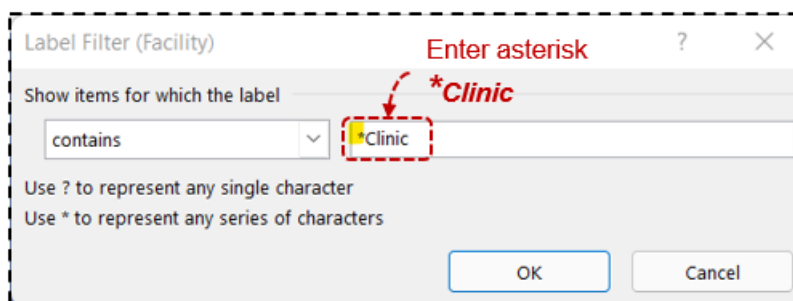 Label Filter (Facility)
Enter asterisk
? ×
*Clinic
Show items for which the label
contains
*Clinic
Use ? to represent any single character
Use * to represent any series of characters
OK
Cancel